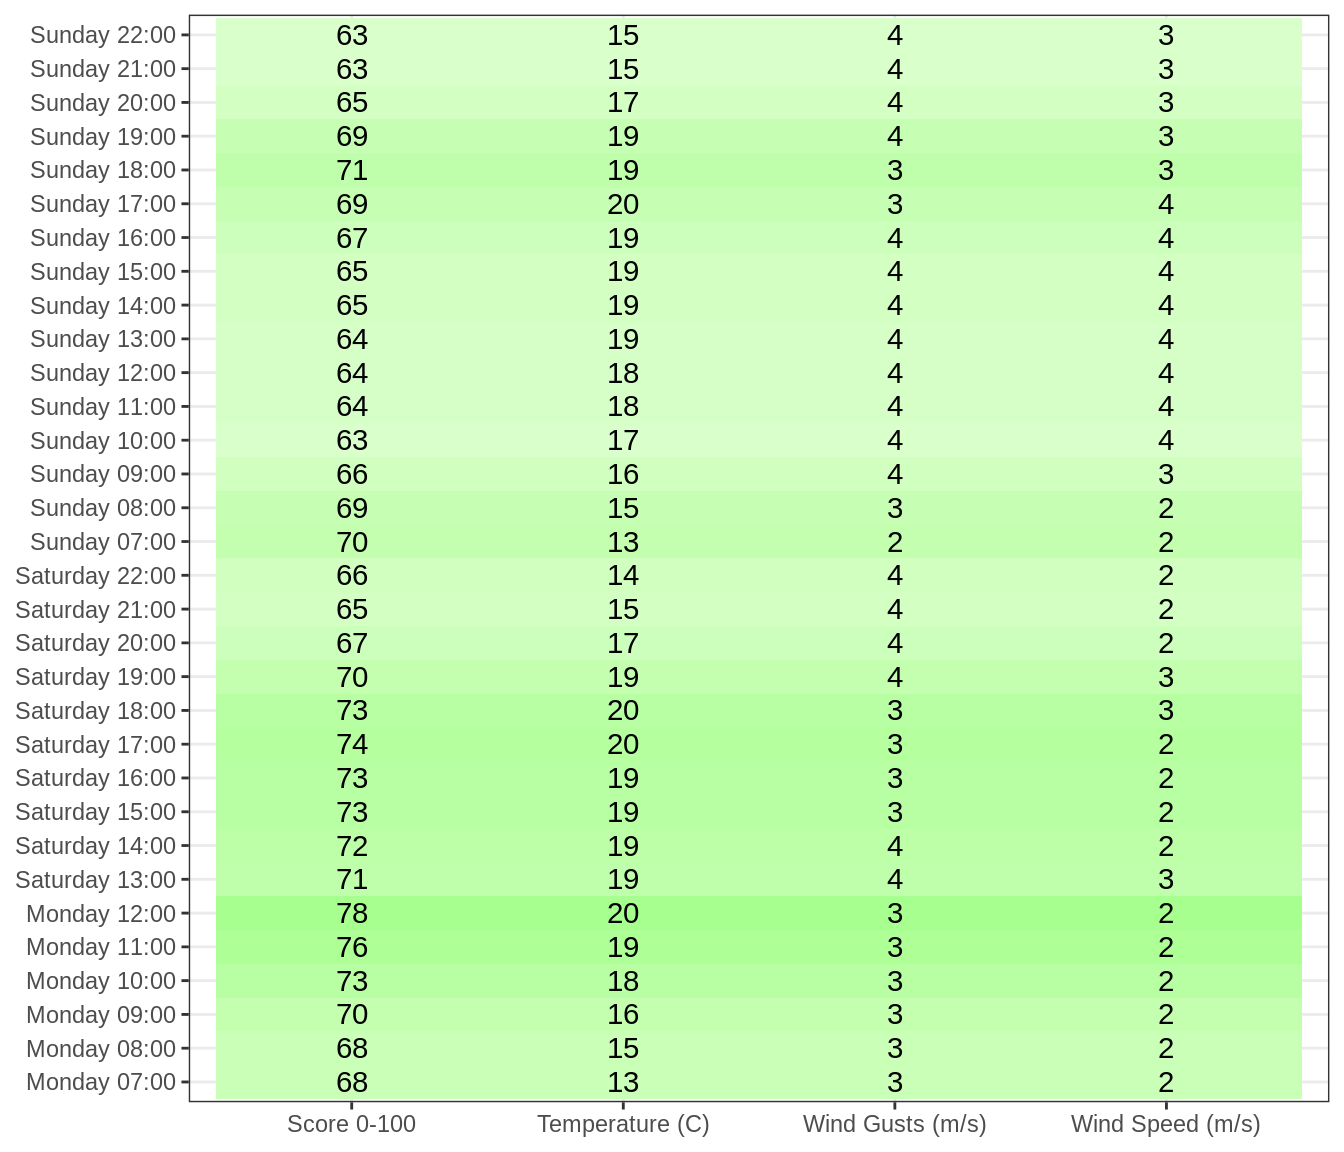 Sunday 22:00 63 15 4 3
Sunday 21:00 63 15 4 3
Sunday 20:00 65 17 4 3
Sunday 19:00 69 19 4 3
Sunday 18:00 71 19 3 3
Sunday 17:00 69 20 3 4
Sunday 16:00 67 19 4 4
Sunday 15:00 65 19 4 4
Sunday 14:00 65 19 4 4
Sunday 13:00 64 19 4 4
Sunday 12:00 64 18 4 4
Sunday 11:00 64 18 4 4
Sunday 10:00 63 17 4 4
Sunday 09:00 66 16 4 3
Sunday 08:00 69 15 3 2
Sunday 07:00 70 13 2 2
Saturday 22:00 66 14 4 2
Saturday 21:00 65 15 4 2
Saturday 20:00 67 17 4 2
Saturday 19:00 70 19 4 3
Saturday 18:00 73 20 3 3
Saturday 17:00 74 20 3 2
Saturday 16:00 73 19 3 2
Saturday 15:00 73 19 3 2
Saturday 14:00 72 19 4 2
Saturday 13:00 71 19 4 3
Monday 12:00 78 20 3 2
Monday 11:00 76 19 3 2
Monday 10:00 73 18 3 2
Monday 09:00 70 16 3 2
Monday 08:00 68 15 3 2
Monday 07:00 68 13 3 2
Score 0-100 Temperature (C) Wind Gusts (m/s) Wind Speed (m/s)